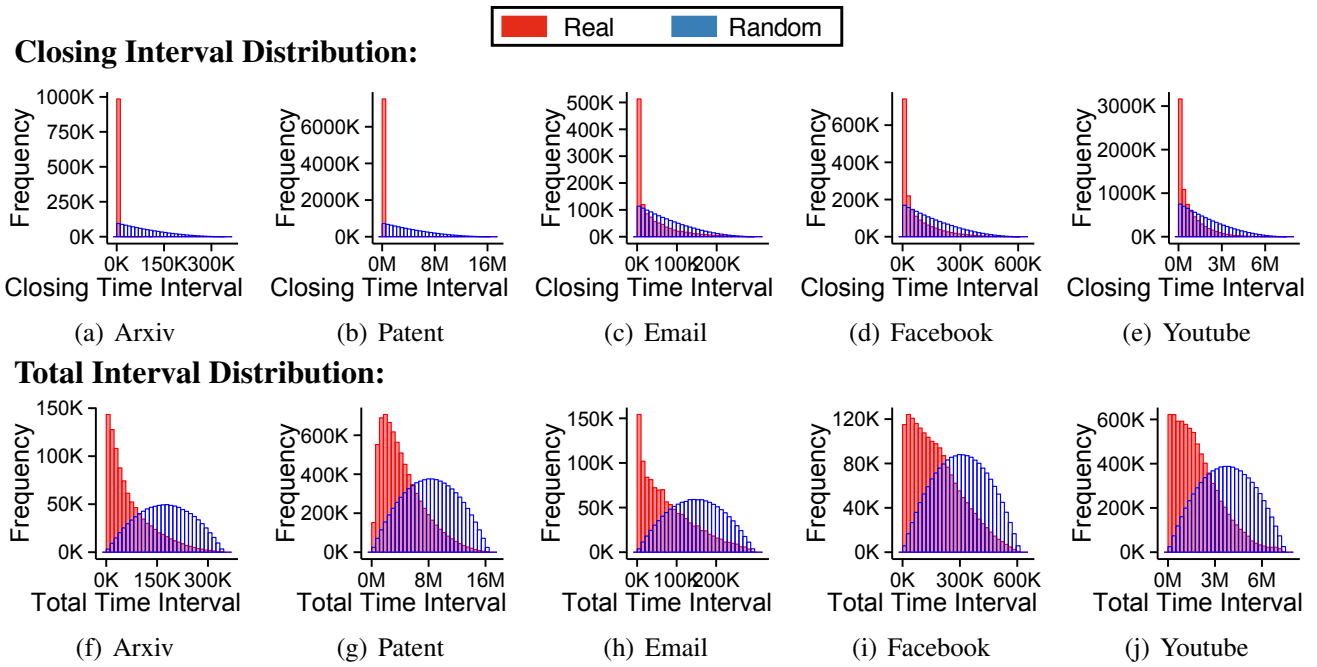 Real Random
Closing Interval Distribution:
1000K 750K 500K 250K 0K
Frequency
0K 150K300K
Closing Time Interval
(a) Arxiv
6000K 4000K 2000K 0K
Frequency
0M 8M 16M
Closing Time Interval
(b) Patent
500K 400K 300K 200K 100K 0K
Frequency
0K 100K200K
Closing Time Interval
(c) Email
600K 400K 200K 0K
Frequency
0K 300K 600K
Closing Time Interval
(d) Facebook
3000K 2000K 1000K 0K
Frequency
0M 3M 6M
Closing Time Interval
(e) Youtube
Total Interval Distribution:
150K 100K 50K 0K
Frequency
0K 150K 300K
Total Time Interval
(f) Arxiv
600K 400K 200K 0K
Frequency
0M 8M 16M
Total Time Interval
(g) Patent
150K 100K 50K 0K
Frequency
0K 100K 200K
Total Time Interval
(h) Email
120K 80K 40K 0K
Frequency
0K 300K 600K
Total Time Interval
(i) Facebook
600K 400K 200K 0K
Frequency
0M 3M 6M
Total Time Interval
(j) Youtube